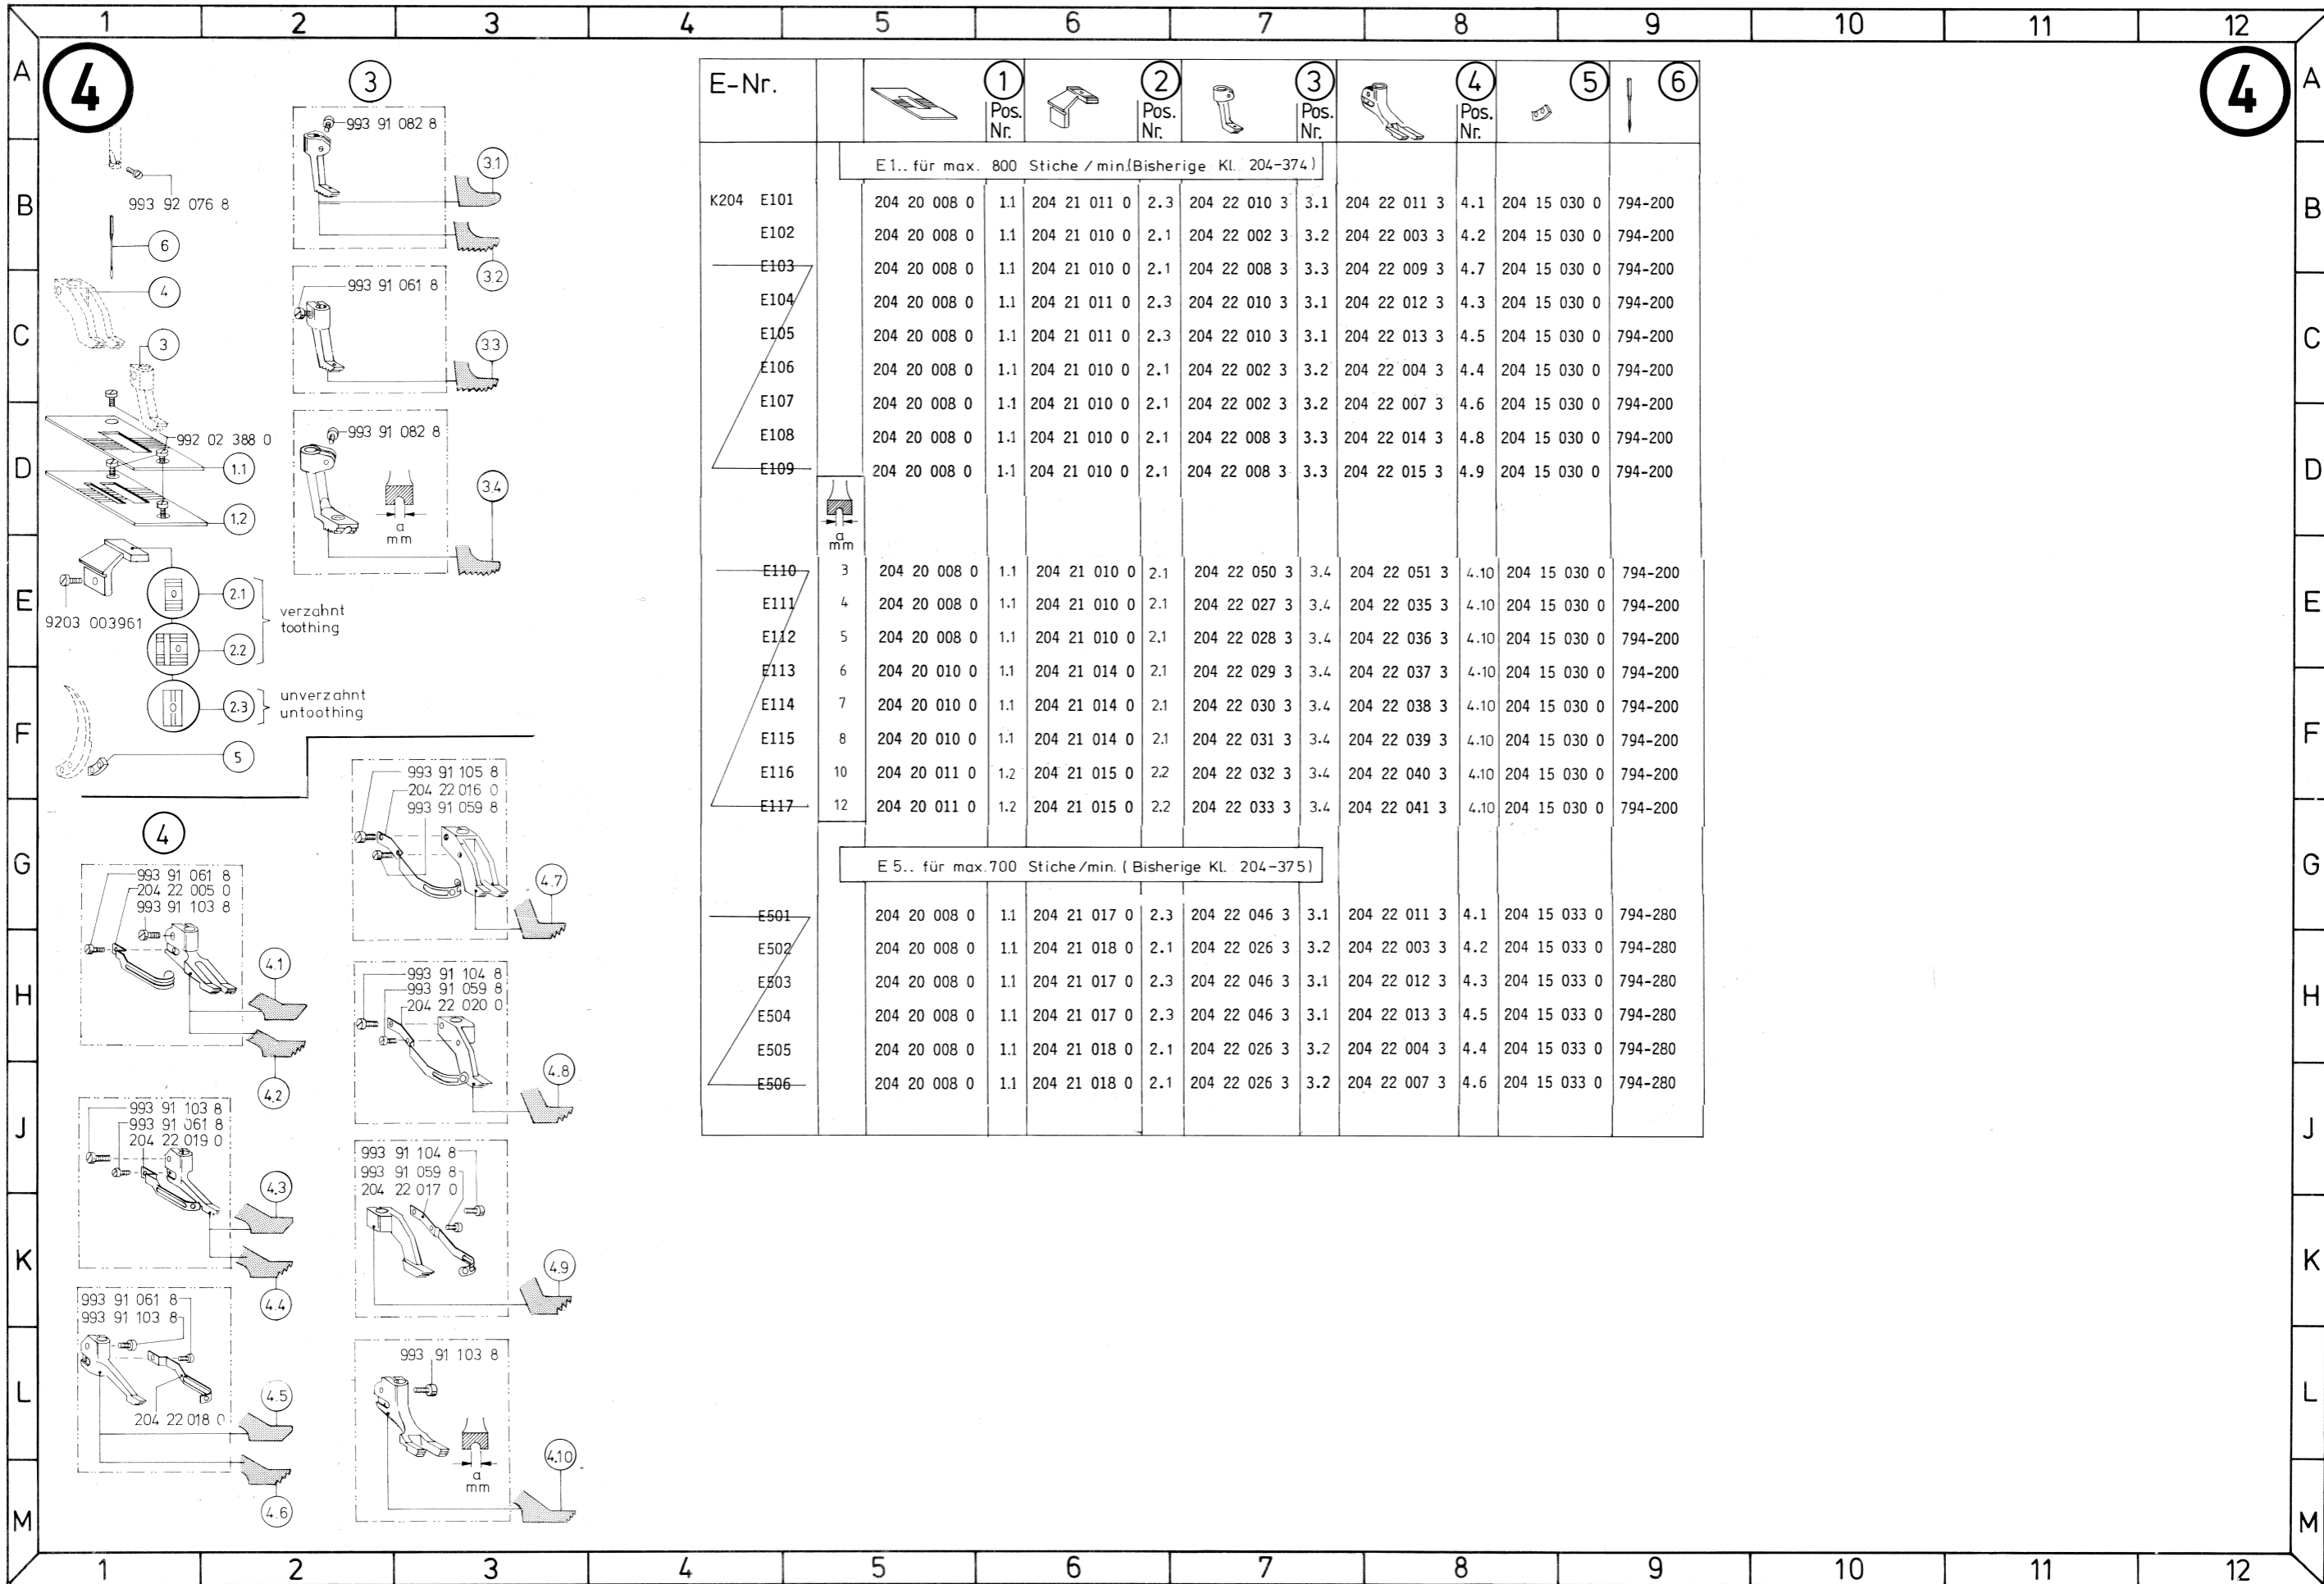 1 2 3 4 5 6 7 8 9 10 11 12
A A
B B
C C
D D
E E
F F
G G
H H
J J
K K
L L
M M
4
4
993 92 076 8
6
4
3
992 02 388 0
1.1
1.2
9203 003961
2.1
2.2
verzahnt
toothing
2.3
unverzahnt
untoothing
5
3
993 91 082 8
3.1
3.2
993 91 061 8
3.3
993 91 082 8
a
mm
3.4
4
993 91 061 8
204 22 005 0
993 91 103 8
4.1
4.2
993 91 103 8
993 91 061 8
204 22 019 0
4.3
4.4
993 91 061 8
993 91 103 8
204 22 018 0
4.5
4.6
993 91 105 8
204 22 016 0
993 91 059 8
4.7
993 91 104 8
993 91 059 8
204 22 020 0
4.8
993 91 104 8
993 91 059 8
204 22 017 0
4.9
993 91 103 8
a
mm
4.10
E-Nr. 1 Pos. Nr. 2 Pos. Nr. 3 Pos. Nr. 4 Pos. Nr. 5 6
E1.. für max. 800 Stiche / min.(Bisherige Kl. 204-374)
K204 E101 204 20 008 0 1.1 204 21 011 0 2.3 204 22 010 3 3.1 204 22 011 3 4.1 204 15 030 0 794-200
E102 204 20 008 0 1.1 204 21 010 0 2.1 204 22 002 3 3.2 204 22 003 3 4.2 204 15 030 0 794-200
E103 204 20 008 0 1.1 204 21 010 0 2.1 204 22 008 3 3.3 204 22 009 3 4.7 204 15 030 0 794-200
E104 204 20 008 0 1.1 204 21 011 0 2.3 204 22 010 3 3.1 204 22 012 3 4.3 204 15 030 0 794-200
E105 204 20 008 0 1.1 204 21 011 0 2.3 204 22 010 3 3.1 204 22 013 3 4.5 204 15 030 0 794-200
E106 204 20 008 0 1.1 204 21 010 0 2.1 204 22 002 3 3.2 204 22 004 3 4.4 204 15 030 0 794-200
E107 204 20 008 0 1.1 204 21 010 0 2.1 204 22 002 3 3.2 204 22 007 3 4.6 204 15 030 0 794-200
E108 204 20 008 0 1.1 204 21 010 0 2.1 204 22 008 3 3.3 204 22 014 3 4.8 204 15 030 0 794-200
E109 204 20 008 0 1.1 204 21 010 0 2.1 204 22 008 3 3.3 204 22 015 3 4.9 204 15 030 0 794-200
a
mm
E110 3 204 20 008 0 1.1 204 21 010 0 2.1 204 22 050 3 3.4 204 22 051 3 4.10 204 15 030 0 794-200
E111 4 204 20 008 0 1.1 204 21 010 0 2.1 204 22 027 3 3.4 204 22 035 3 4.10 204 15 030 0 794-200
E112 5 204 20 008 0 1.1 204 21 010 0 2.1 204 22 028 3 3.4 204 22 036 3 4.10 204 15 030 0 794-200
E113 6 204 20 010 0 1.1 204 21 014 0 2.1 204 22 029 3 3.4 204 22 037 3 4.10 204 15 030 0 794-200
E114 7 204 20 010 0 1.1 204 21 014 0 2.1 204 22 030 3 3.4 204 22 038 3 4.10 204 15 030 0 794-200
E115 8 204 20 010 0 1.1 204 21 014 0 2.1 204 22 031 3 3.4 204 22 039 3 4.10 204 15 030 0 794-200
E116 10 204 20 011 0 1.2 204 21 015 0 2.2 204 22 032 3 3.4 204 22 040 3 4.10 204 15 030 0 794-200
E117 12 204 20 011 0 1.2 204 21 015 0 2.2 204 22 033 3 3.4 204 22 041 3 4.10 204 15 030 0 794-200
E 5.. für max.700 Stiche/min. (Bisherige Kl. 204-375)
E501 204 20 008 0 1.1 204 21 017 0 2.3 204 22 046 3 3.1 204 22 011 3 4.1 204 15 033 0 794-280
E502 204 20 008 0 1.1 204 21 018 0 2.1 204 22 026 3 3.2 204 22 003 3 4.2 204 15 033 0 794-280
E503 204 20 008 0 1.1 204 21 017 0 2.3 204 22 046 3 3.1 204 22 012 3 4.3 204 15 033 0 794-280
E504 204 20 008 0 1.1 204 21 017 0 2.3 204 22 046 3 3.1 204 22 013 3 4.5 204 15 033 0 794-280
E505 204 20 008 0 1.1 204 21 018 0 2.1 204 22 026 3 3.2 204 22 004 3 4.4 204 15 033 0 794-280
E506 204 20 008 0 1.1 204 21 018 0 2.1 204 22 026 3 3.2 204 22 007 3 4.6 204 15 033 0 794-280
1 2 3 4 5 6 7 8 9 10 11 12